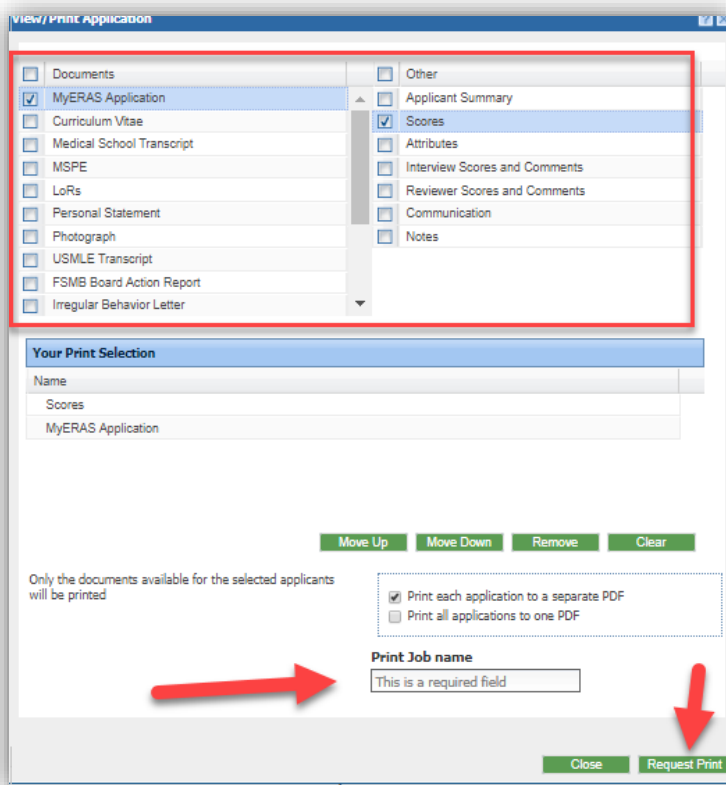 View/Print Application
Documents
Other
MyERAS Application
Applicant Summary
Curriculum Vitae
Scores
Medical School Transcript
Attributes
MSPE
Interview Scores and Comments
LoRs
Reviewer Scores and Comments
Personal Statement
Communication
Photograph
Notes
USMLE Transcript
FSMB Board Action Report
Irregular Behavior Letter
Your Print Selection
Name
Scores
MyERAS Application
Move Up
Move Down
Remove
Clear
Only the documents available for the selected applicants
will be printed
Print each application to a separate PDF
Print all applications to one PDF
Print Job name
This is a required field
Close
Request Print